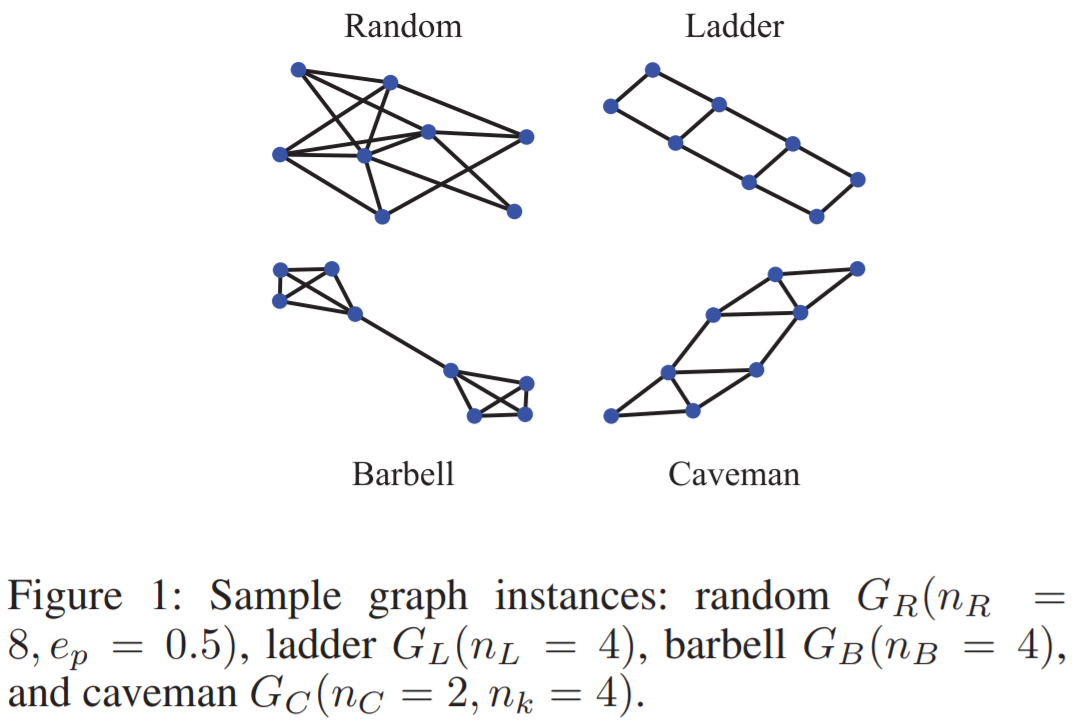 Random
Ladder
Barbell
Caveman
Figure 1: Sample graph instances: random G_R(n_R =
8, e_p = 0.5), ladder G_L(n_L = 4), barbell G_B(n_B = 4),
and caveman G_C(n_C = 2, n_k = 4).